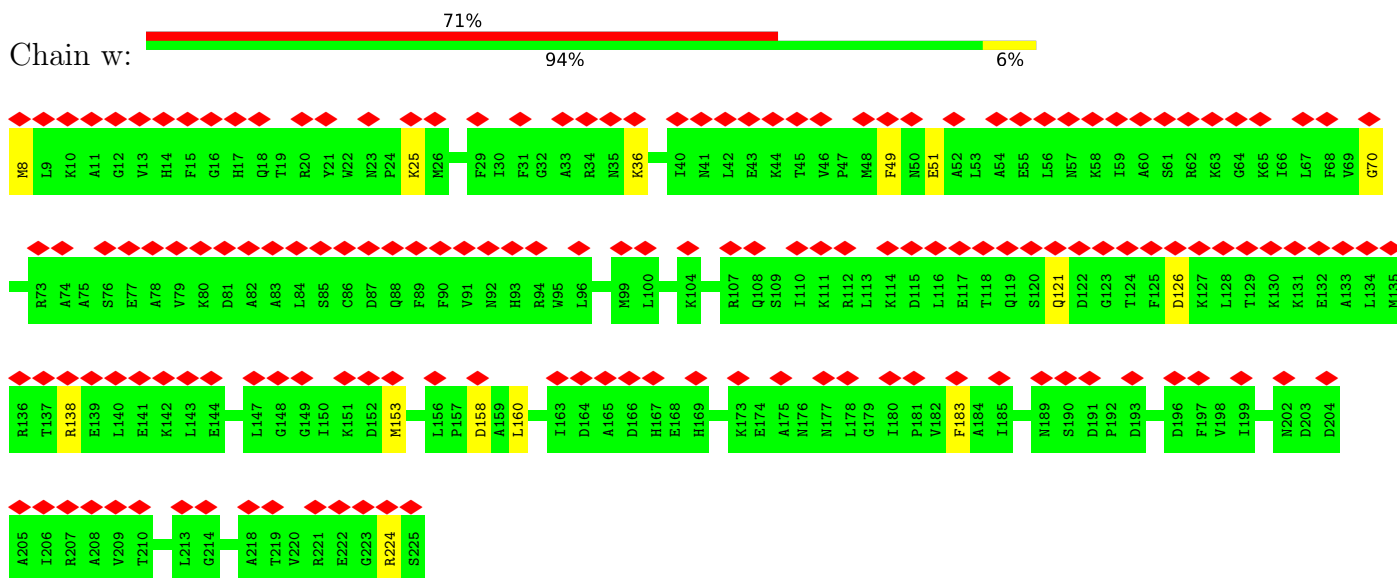 71%
Chain w:
94% 6%
M8 L9 K10 A11 G12 V13 H14 F15 G16 H17 Q18 T19 R20 Y21 W22 N23 P24 K25 M26 F29 I30 F31 G32 A33 R34 N35 K36 I40 N41 L42 E43 K44 T45 V46 P47 M48 F49 N50 E51 A52 L53 A54 E55 L56 N57 K58 I59 A60 S61 R62 K63 G64 K65 I66 L67 F68 V69 G70
R73 A74 A75 S76 E77 A78 V79 K80 D81 A82 A83 L84 S85 C86 D87 Q88 F89 F90 V91 N92 H93 R94 W95 L96 M99 L100 K104 R107 Q108 S109 I110 K111 R112 L113 K114 D115 L116 E117 T118 Q119 S120 Q121 D122 G123 T124 F125 D126 K127 L128 T129 K130 K131 E132 A133 L134 M135
R136 T137 R138 E139 L140 E141 K142 L143 E144 L147 G148 G149 I150 K151 D152 M153 L156 P157 D158 A159 L160 I163 D164 A165 D166 H167 E168 H169 K173 E174 A175 N176 N177 L178 G179 I180 P181 V182 F183 A184 I185 N189 S190 D191 P192 D193 D196 F197 V198 I199 N202 D203 D204
A205 I206 R207 A208 V209 T210 L213 G214 A218 T219 V220 R221 E222 G223 R224 S225